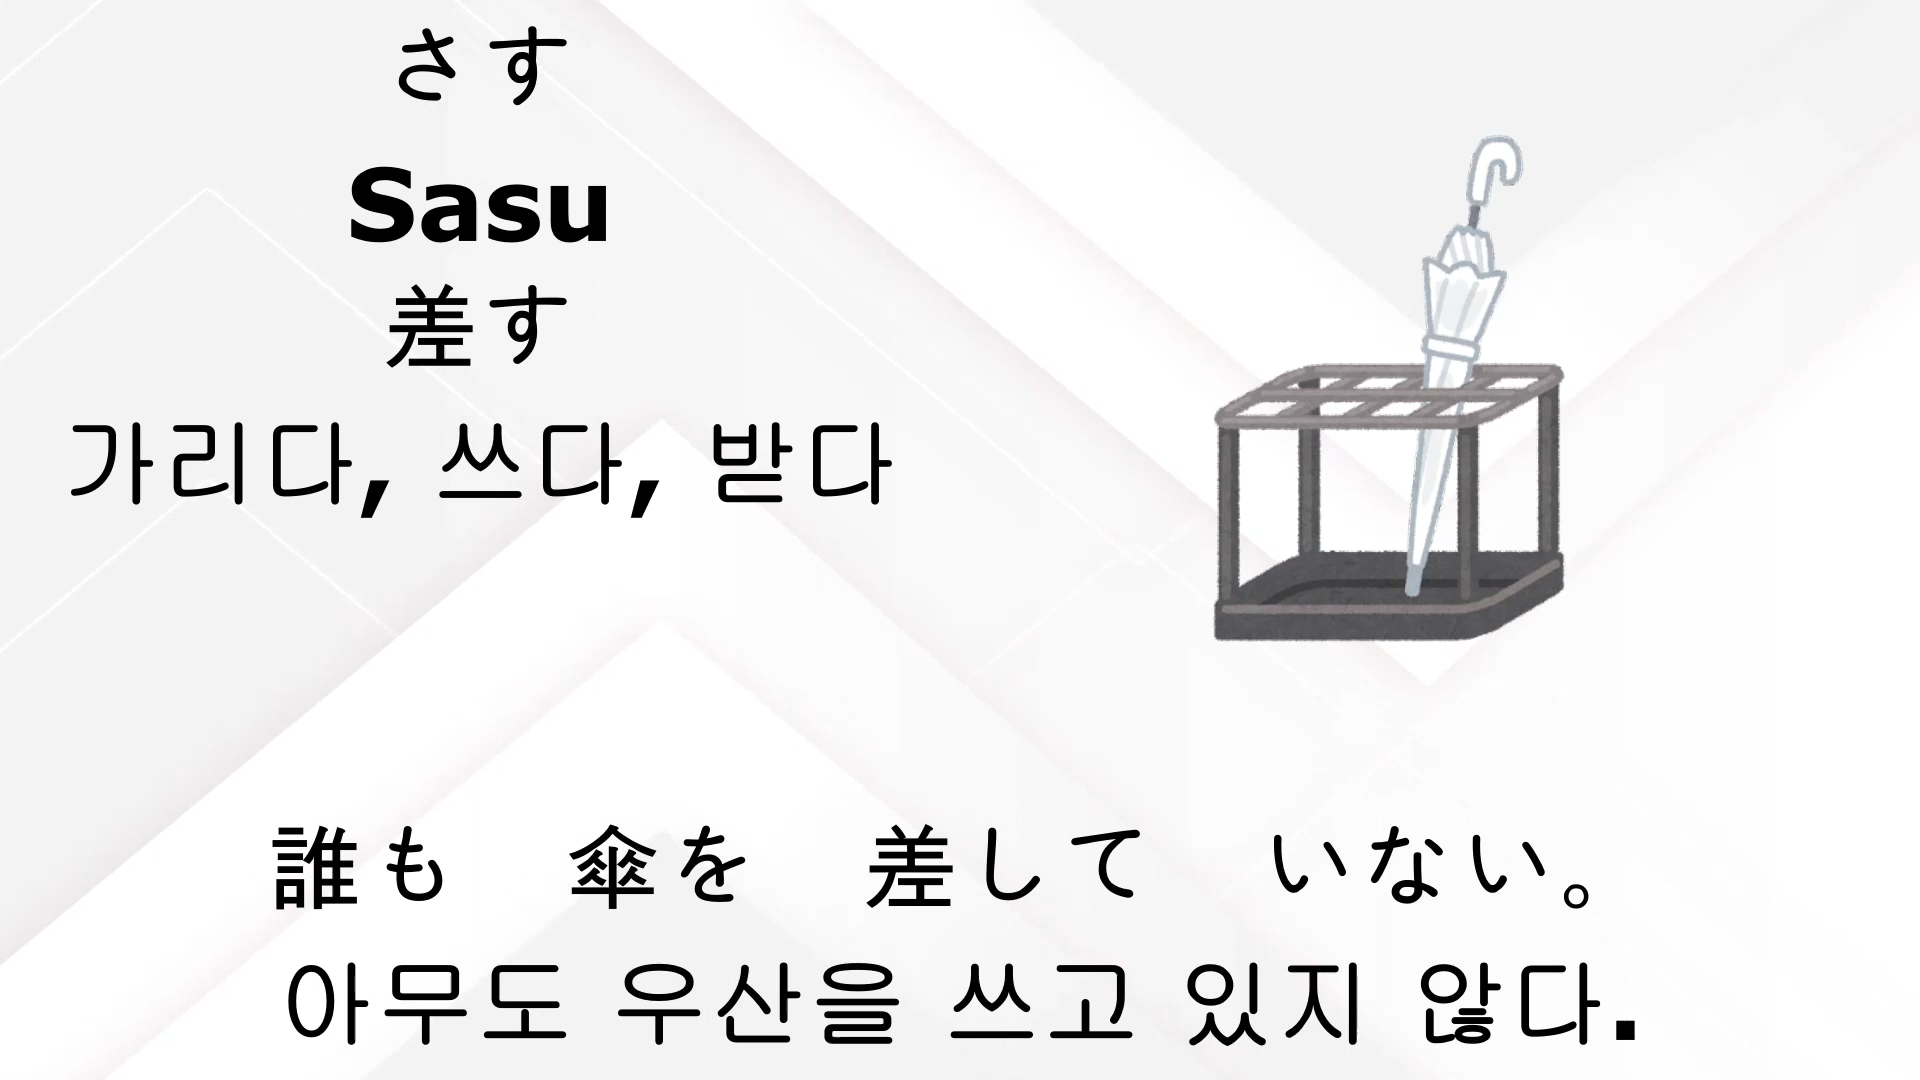 さす
Sasu
差す
가리다, 쓰다, 받다
誰も　傘を　差して　いない。
아무도 우산을 쓰고 있지 않다.